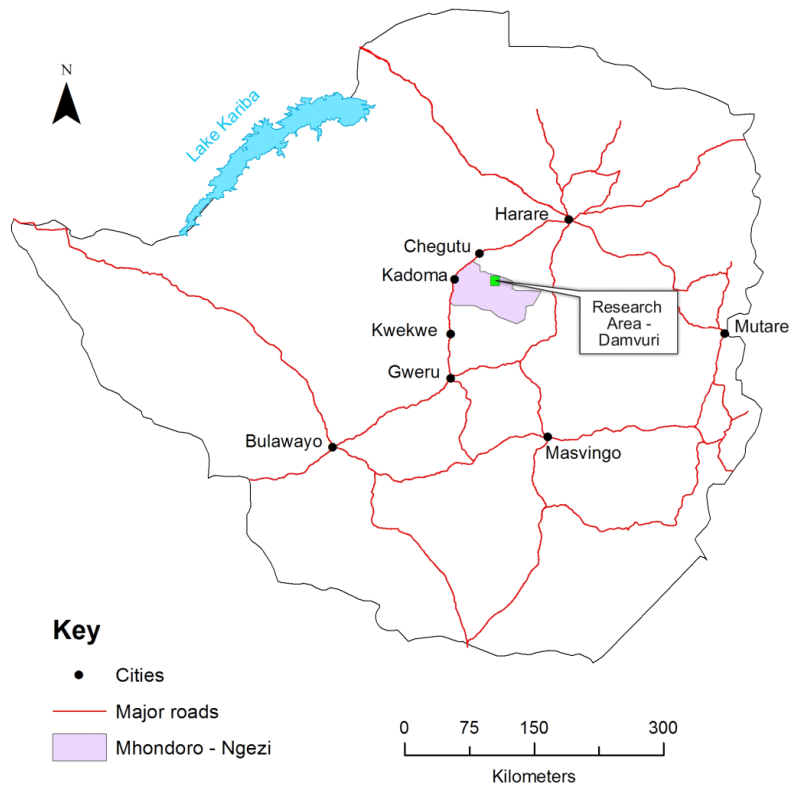 N
Lake Kariba
Harare
Chegutu
Kadoma
Research
Area -
Damvuri
Kwekwe
Mutare
Gweru
Bulawayo
Masvingo
Key
Cities
Major roads
Mhondoro - Ngezi
0 75 150 300
Kilometers